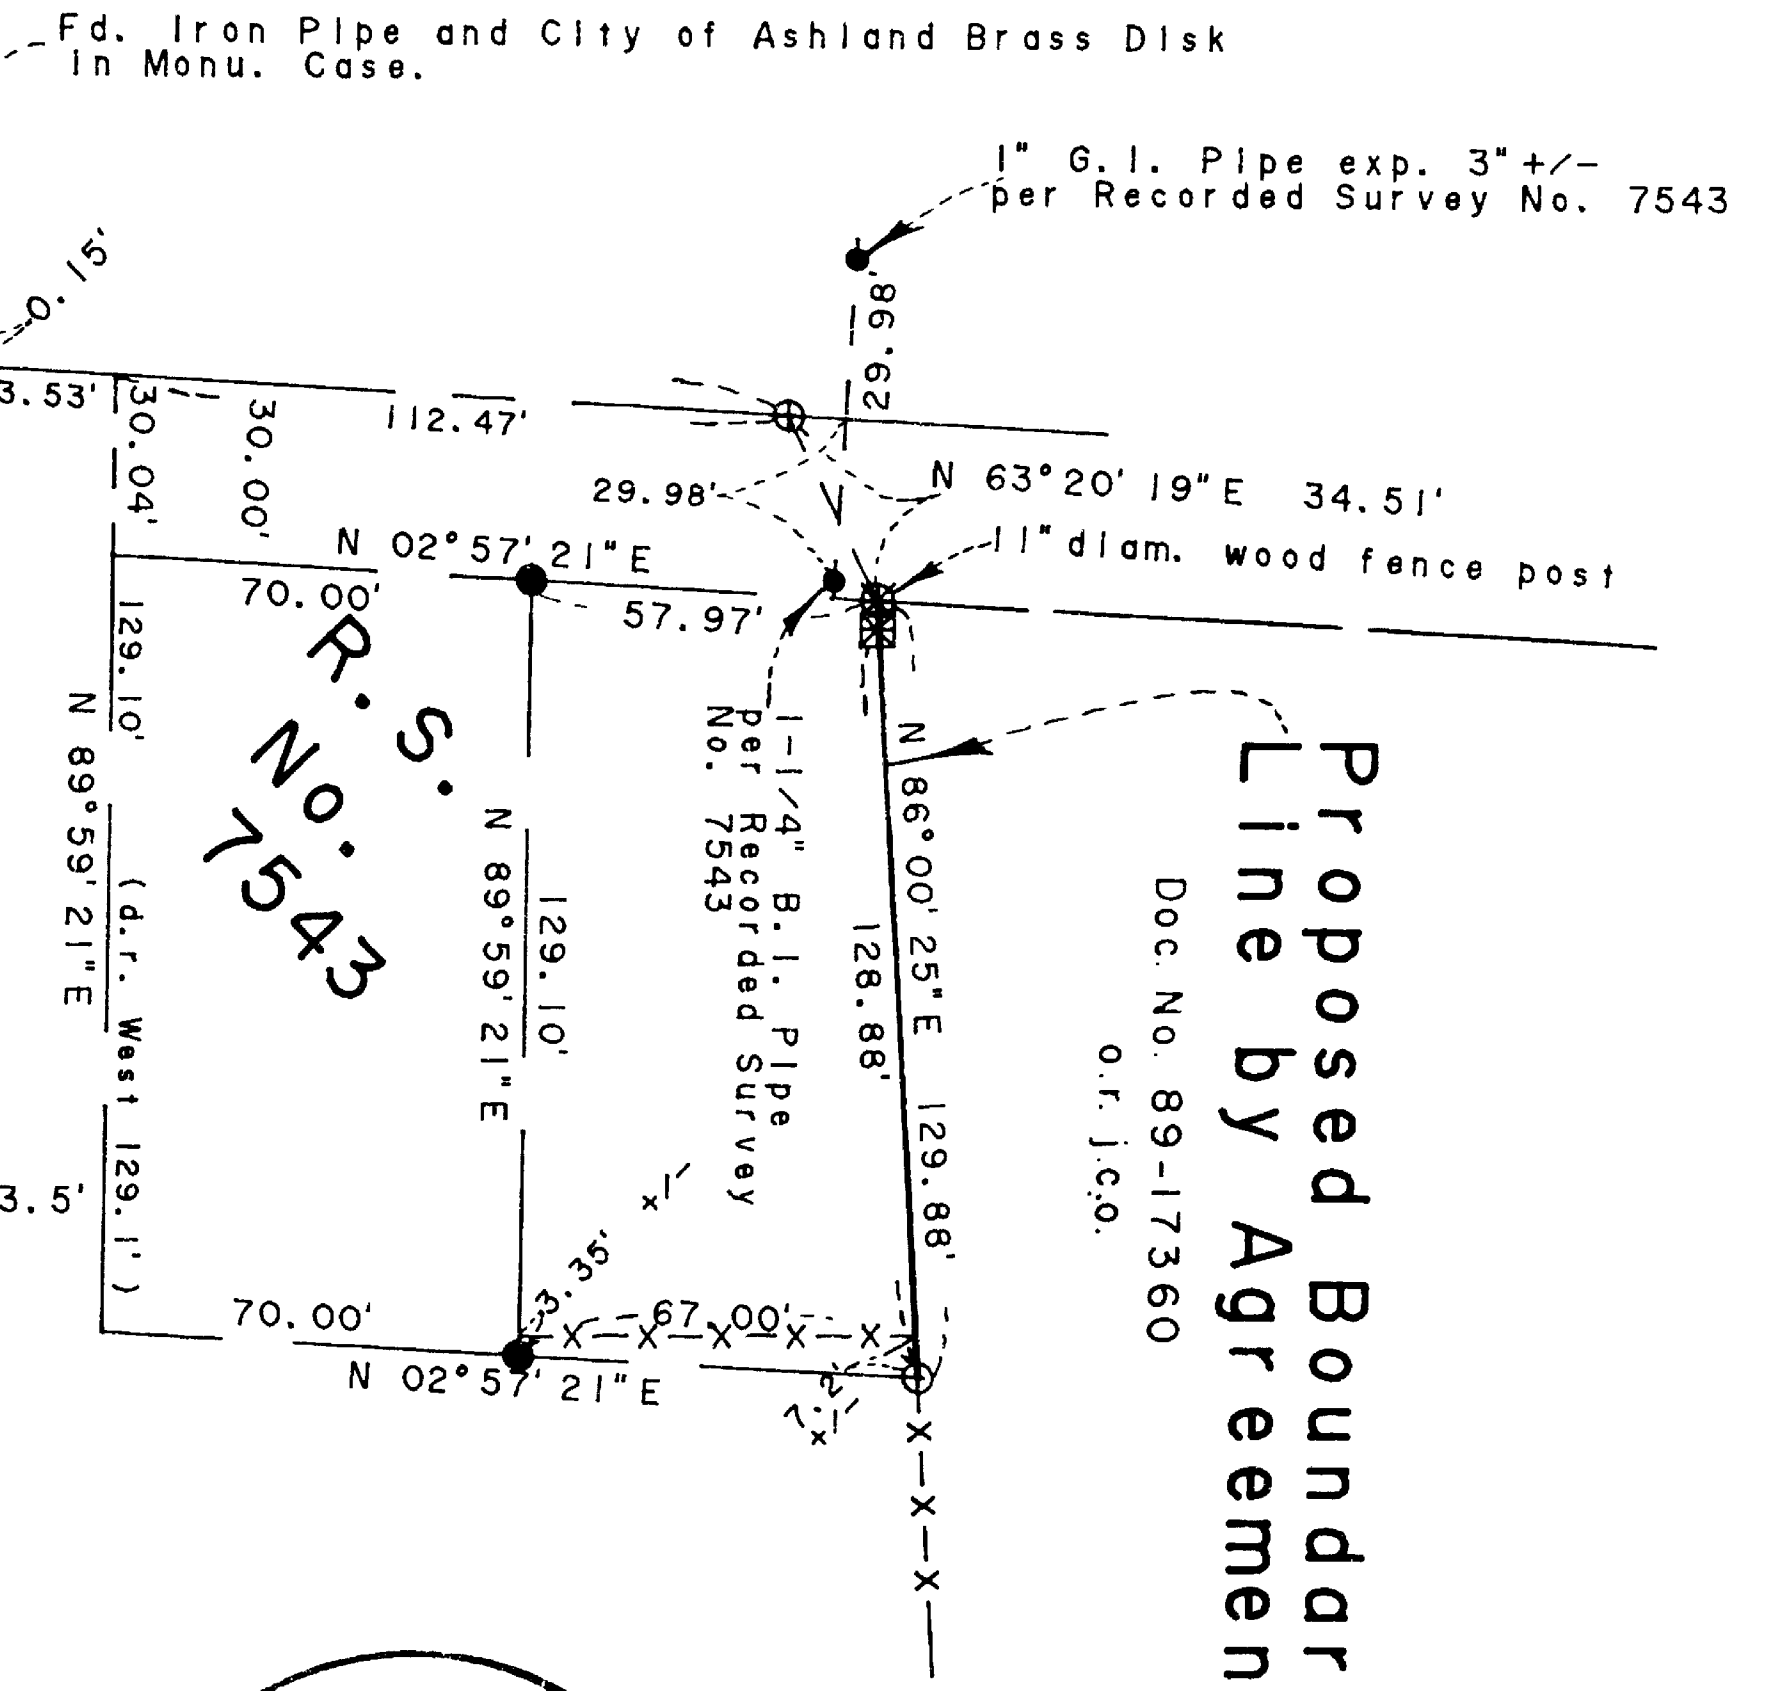 Fd. Iron Pipe and City of Ashland Brass Disk
in Monu. Case.
1" G.I. Pipe exp. 3"+/-
per Recorded Survey No. 7543
0.15'
29.98'
3.53'
30.04'
30.00'
112.47'
29.98'
N 63°20'19"E 34.51'
11" diam. wood fence post
N 02°57'21"E
70.00'
57.97'
R.S.
No.
7543
129.10'
N 89°59'21"E
(d.r. West 129.1')
129.10'
N 89°59'21"E
1-1/4" B.I. Pipe
per Recorded Survey
No. 7543
N 86°00'25"E 129.88'
128.88'
Proposed Boundar
Line by Agreemen
Doc. No. 89-17360
o.r.j.c.o.
3.5'
x-1'
3.35'
67.00'
X-X-X-X-X
70.00'
N 02°57'21"E
X-X-X